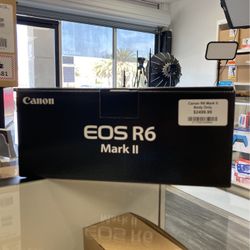 Canon
EOS R6
Mark II
Canon R6 Mark II
Body Only
$2499.99